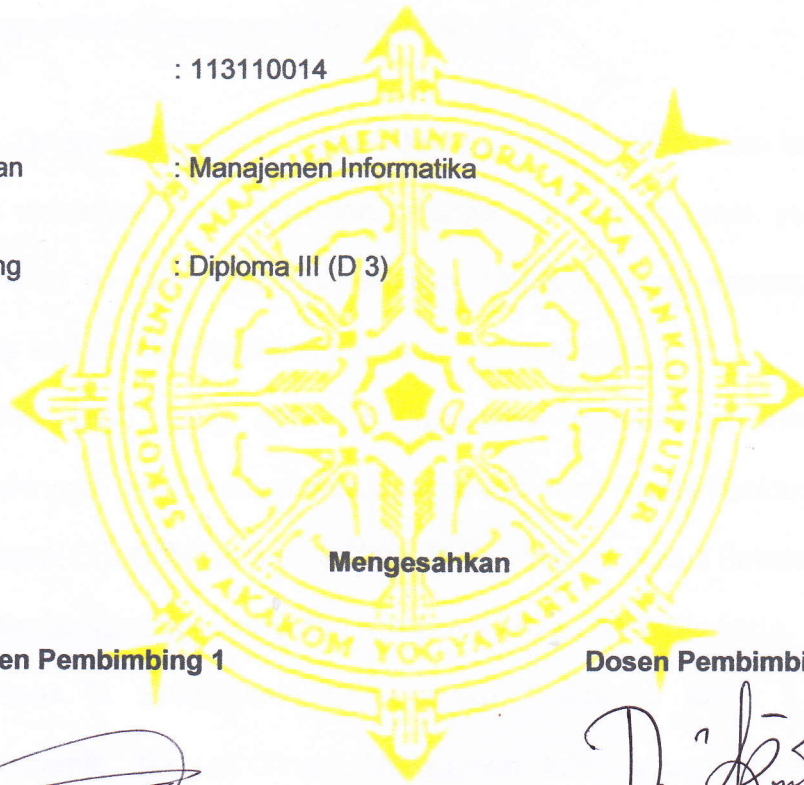 : 113110014
an : Manajemen Informatika
ng : Diploma III (D 3)
SEKOLAH TINGGI MANAJEMEN INFORMATIKA DAN KOMPUTER
★ AKAKOM YOGYAKARTA ★
Mengesahkan
en Pembimbing 1 Dosen Pembimbi